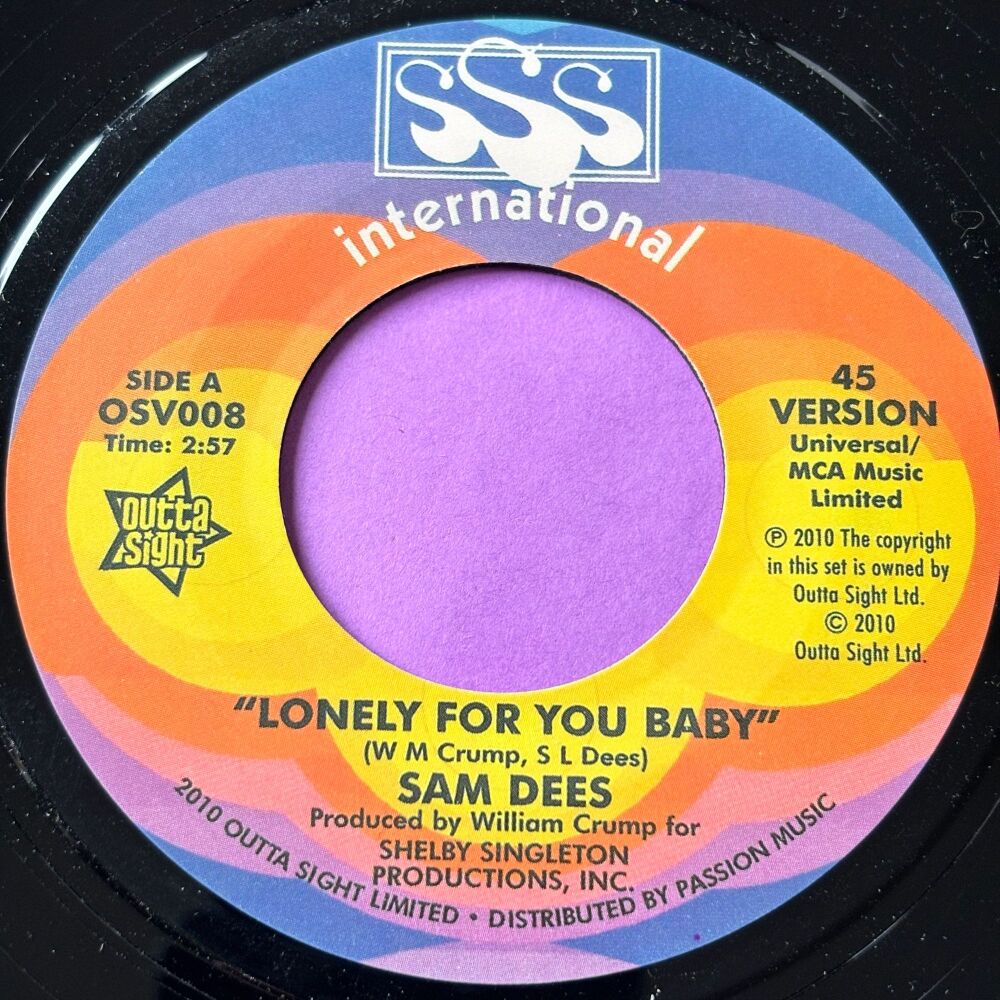 SSS
international
SIDE A
OSV008
Time: 2:57
outta
sight
45
VERSION
Universal/
MCA Music
Limited
℗ 2010 The copyright
in this set is owned by
Outta Sight Ltd.
© 2010
Outta Sight Ltd.
"LONELY FOR YOU BABY"
(W M Crump, S L Dees)
SAM DEES
Produced by William Crump for
SHELBY SINGLETON
PRODUCTIONS, INC.
2010 OUTTA SIGHT LIMITED • DISTRIBUTED BY PASSION MUSIC